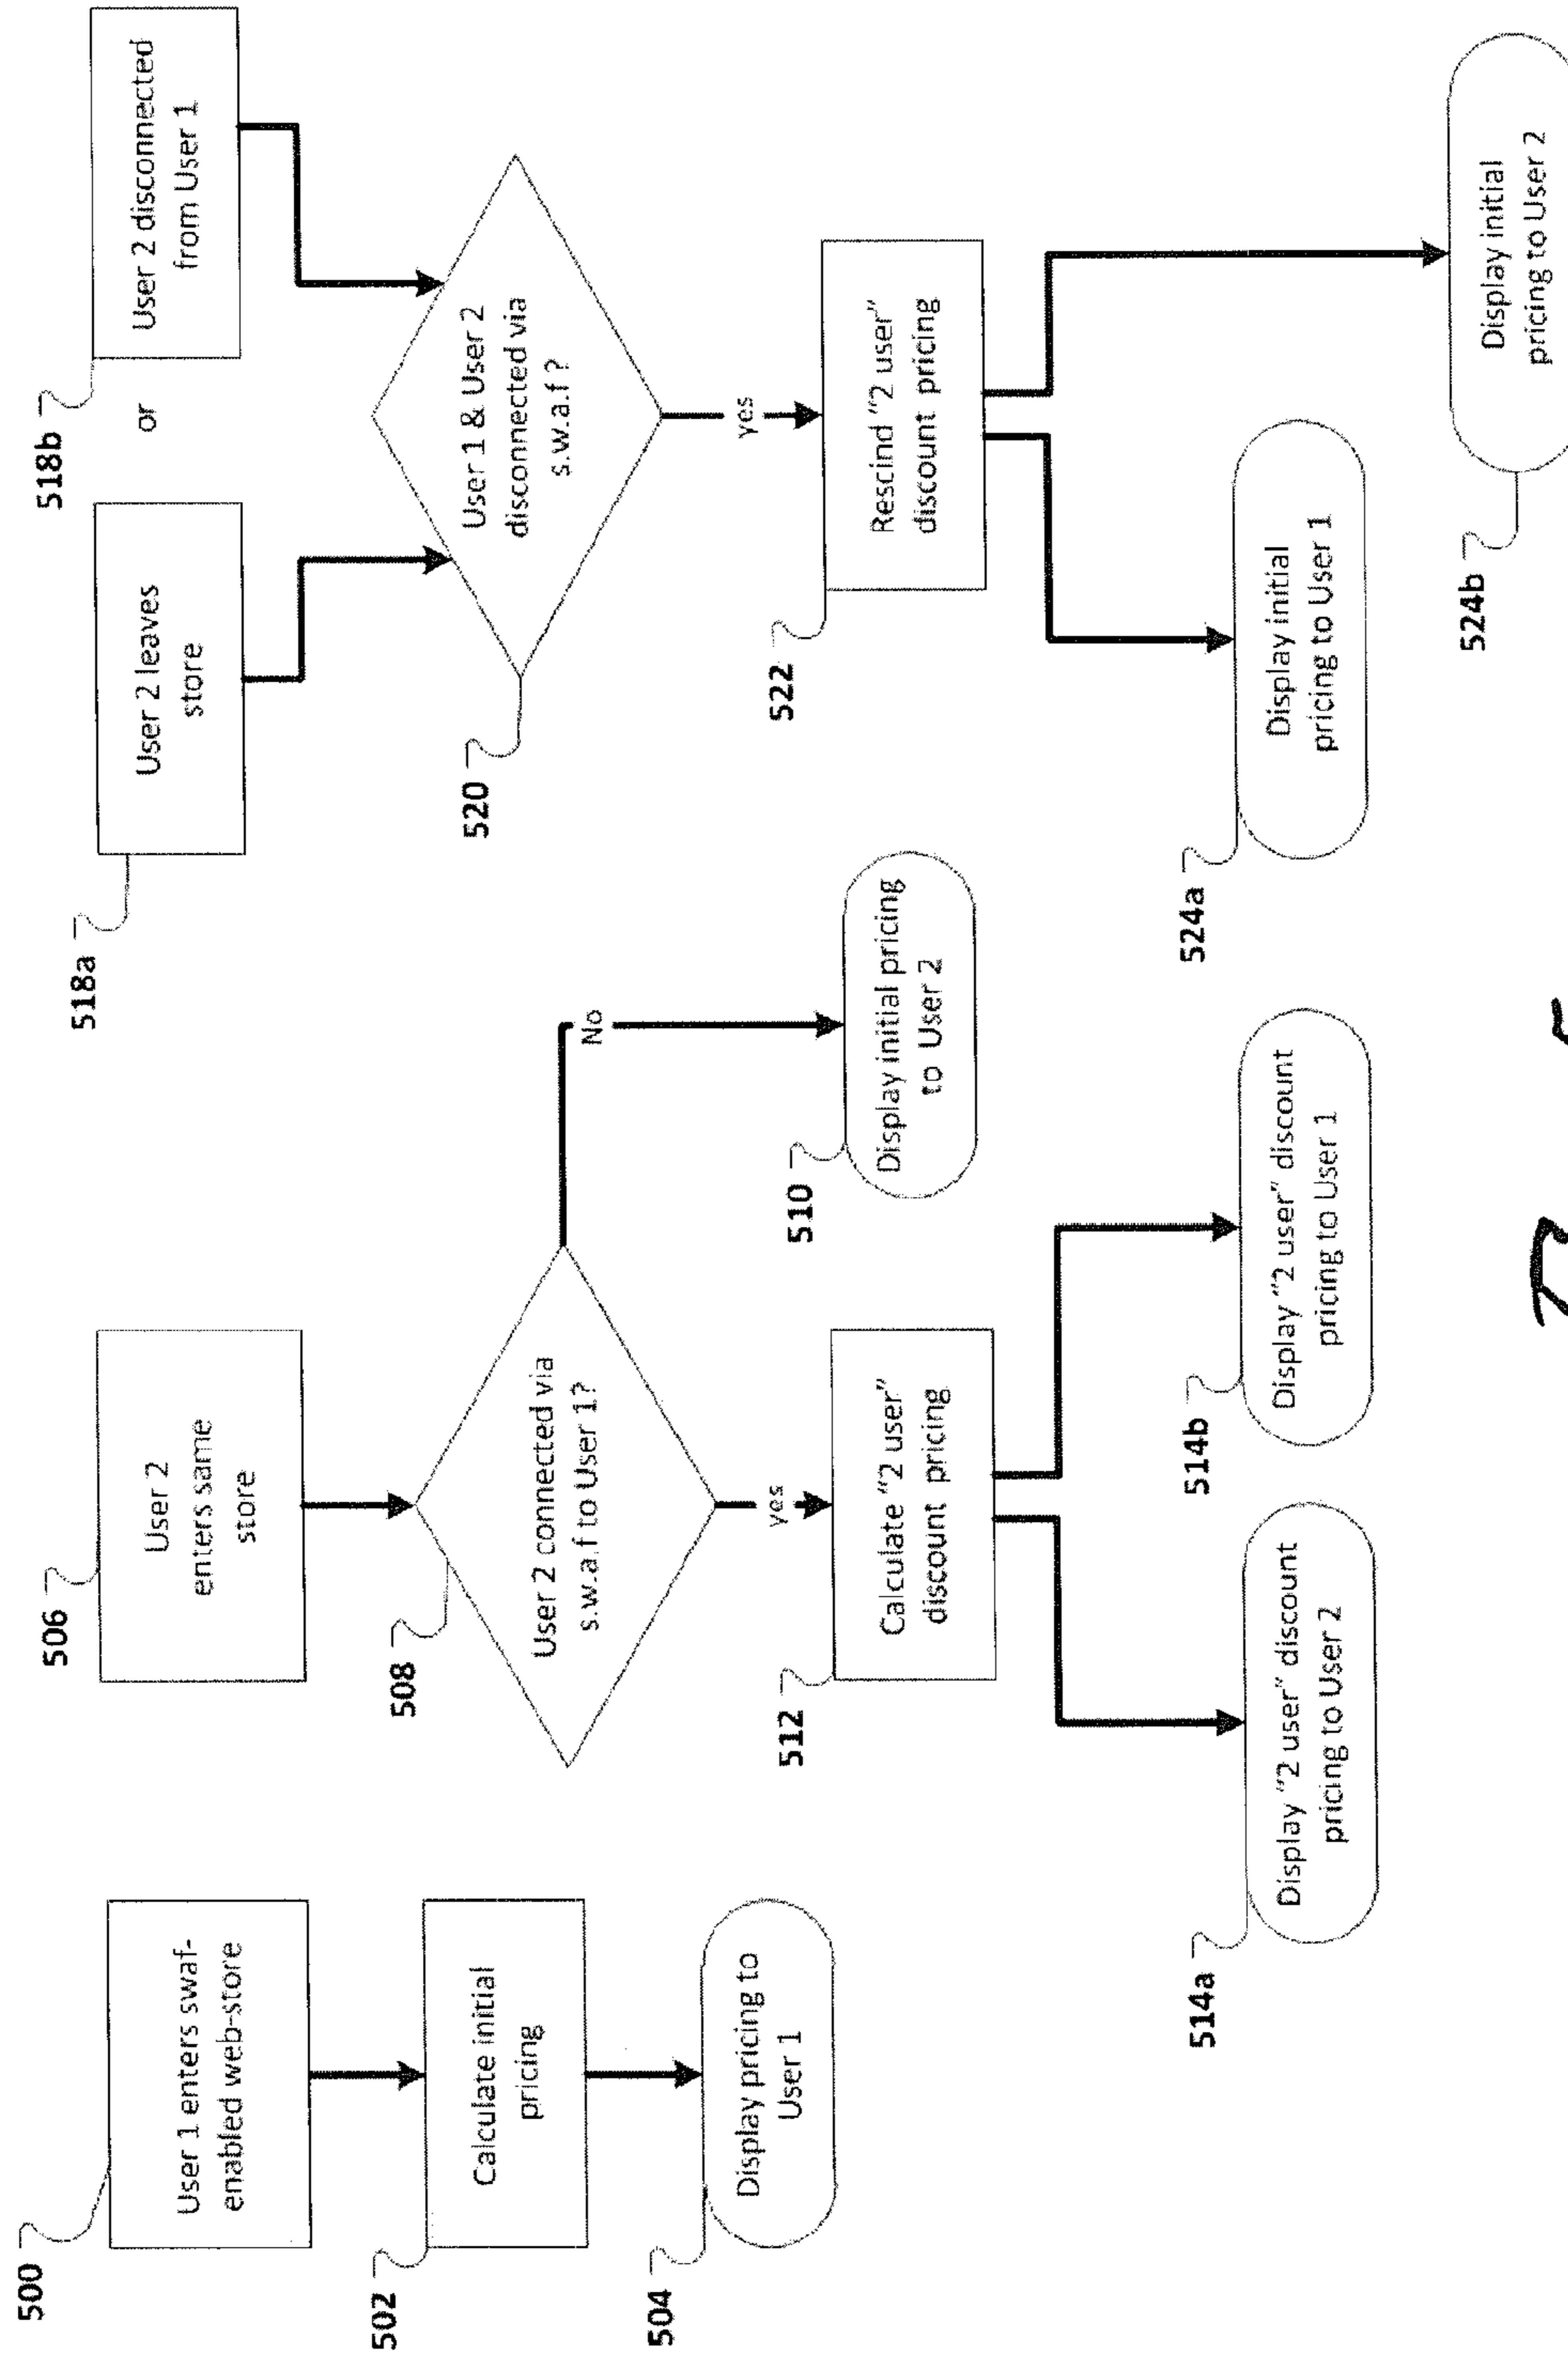 500
User 1 enters swaf-
enabled web-store
502
Calculate initial
pricing
504
Display pricing to
User 1
506
User 2
enters same
store
508
User 2 connected via
s.w.a.f to User 1?
No
510
Display initial pricing
to User 2
yes
512
Calculate "2 user"
discount pricing
514a
Display "2 user" discount
pricing to User 2
514b
Display "2 user" discount
pricing to User 1
518a
User 2 leaves
store
or
518b
User 2 disconnected
from User 1
520
User 1 & User 2
disconnected via
s.w.a.f ?
yes
522
Rescind "2 user"
discount pricing
524a
Display initial
pricing to User 1
524b
Display initial
pricing to User 2